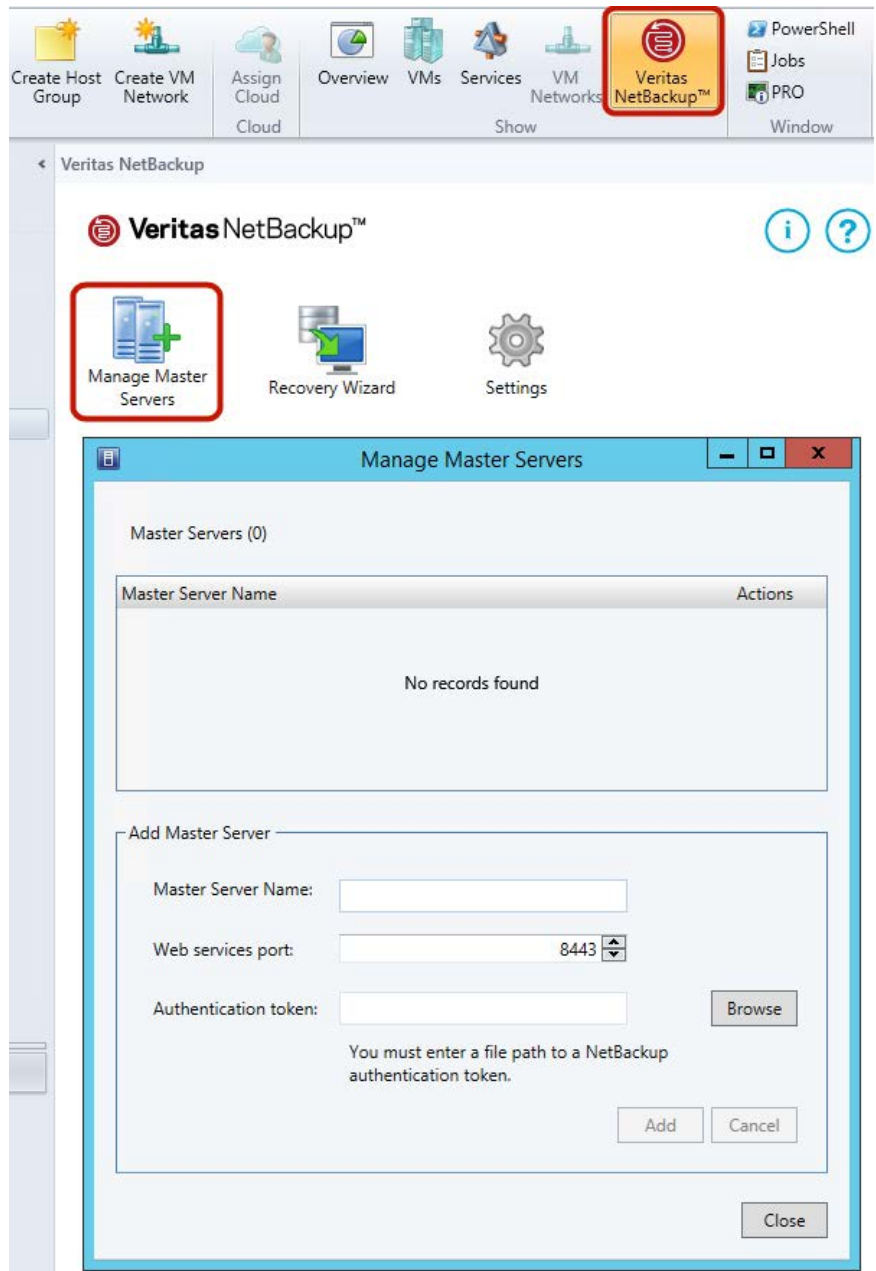 Create Host Group
Create VM Network
Assign Cloud
Overview
VMs
Services
VM Networks
Veritas NetBackup™
PowerShell
Jobs
PRO
Cloud
Show
Window
Veritas NetBackup
Veritas NetBackup™
i
?
Manage Master Servers
Recovery Wizard
Settings
Manage Master Servers
Master Servers (0)
Master Server Name
Actions
No records found
Add Master Server
Master Server Name:
Web services port:
8443
Authentication token:
Browse
You must enter a file path to a NetBackup
authentication token.
Add
Cancel
Close